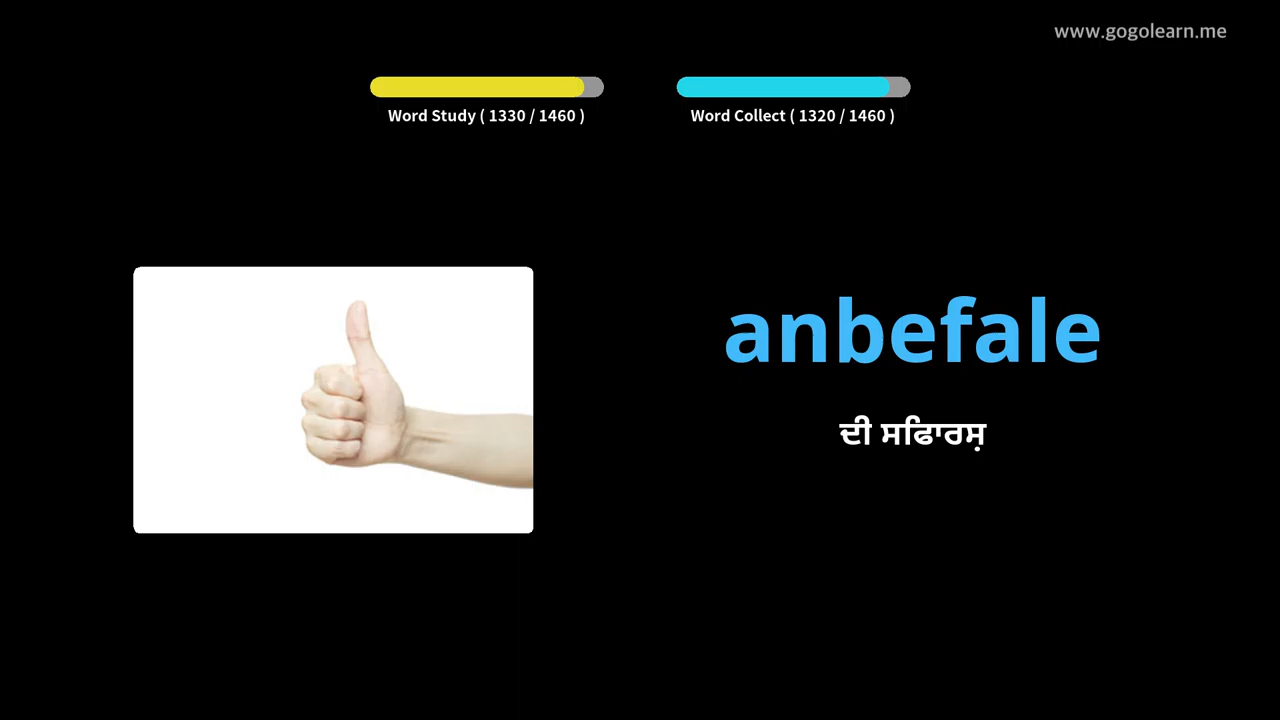 www.gogolearn.me
Word Study ( 1330 / 1460 )
Word Collect ( 1320 / 1460 )
anbefale
ਦੀ ਸਿਫਾਰਸ਼